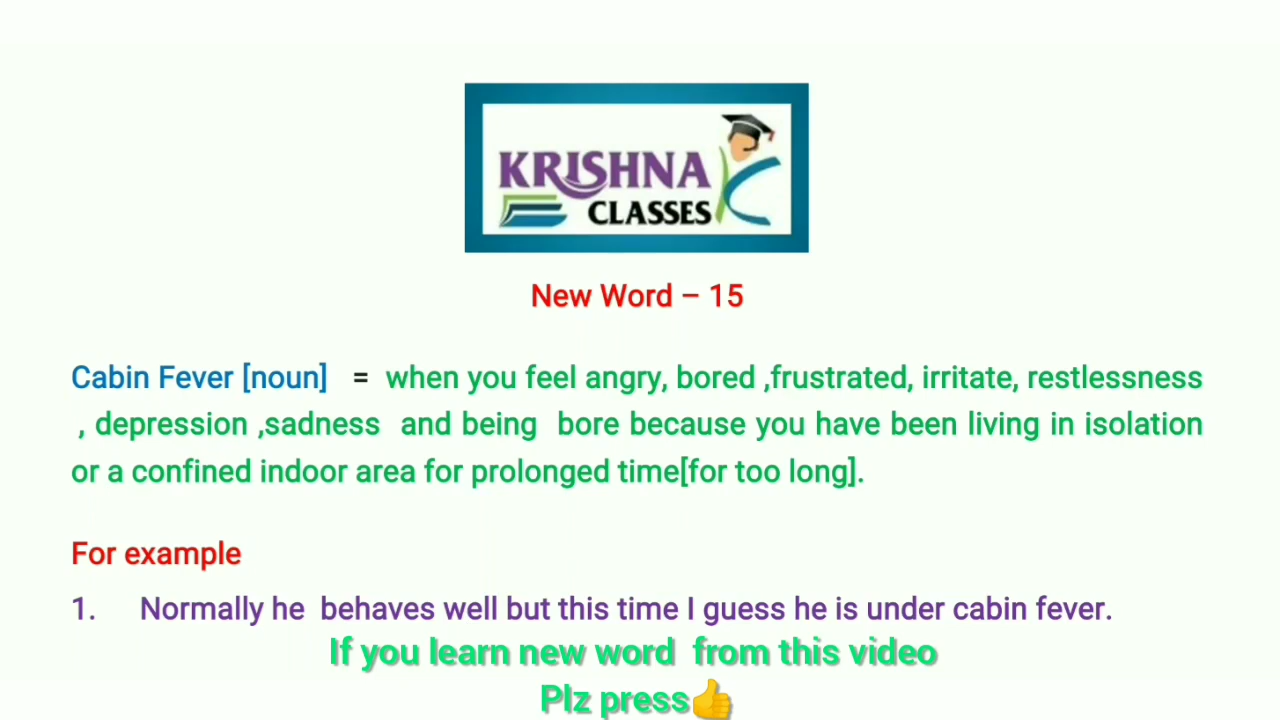 KRISHNA
CLASSES
New Word – 15
Cabin Fever [noun] = when you feel angry, bored ,frustrated, irritate, restlessness
, depression ,sadness and being bore because you have been living in isolation
or a confined indoor area for prolonged time[for too long].
For example
1. Normally he behaves well but this time I guess he is under cabin fever.
If you learn new word from this video
Plz press👍